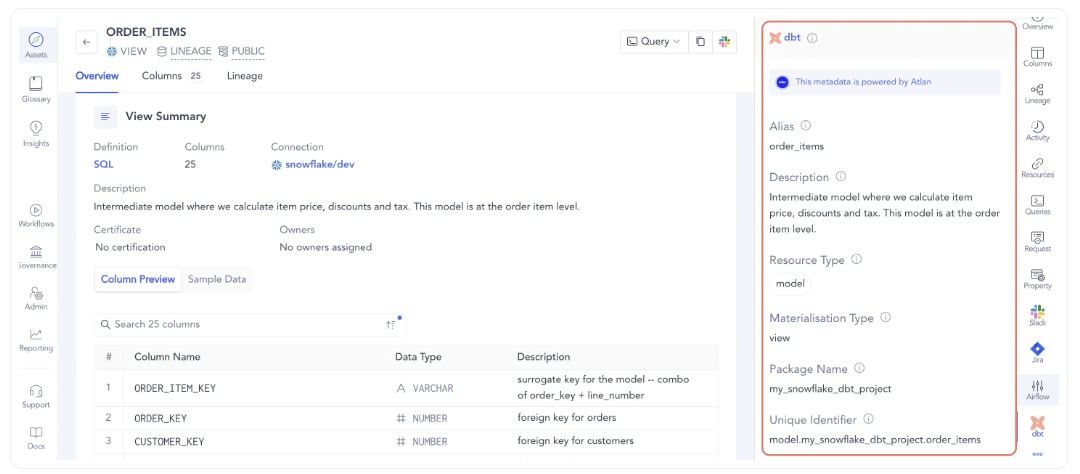 Assets
Glossary
Insights
Workflows
Governance
Admin
Reporting
Support
Docs
ORDER_ITEMS
VIEW LINEAGE PUBLIC
Query
Overview Columns 25 Lineage
View Summary
Definition Columns Connection
SQL 25 snowflake/dev
Description
Intermediate model where we calculate item price, discounts and tax. This model is at the order item level.
Certificate Owners
No certification No owners assigned
Column Preview Sample Data
Search 25 columns
# Column Name Data Type Description
1 ORDER_ITEM_KEY VARCHAR surrogate key for the model -- combo
of order_key + line_number
2 ORDER_KEY # NUMBER foreign key for orders
3 CUSTOMER_KEY # NUMBER foreign key for customers
dbt
This metadata is powered by Atlan
Alias
order_items
Description
Intermediate model where we calculate item
price, discounts and tax. This model is at the order
item level.
Resource Type
model
Materialisation Type
view
Package Name
my_snowflake_dbt_project
Unique Identifier
model.my_snowflake_dbt_project.order_items
Overview
Columns
Lineage
Activity
Resources
Queries
Request
Property
Slack
Jira
Airflow
dbt